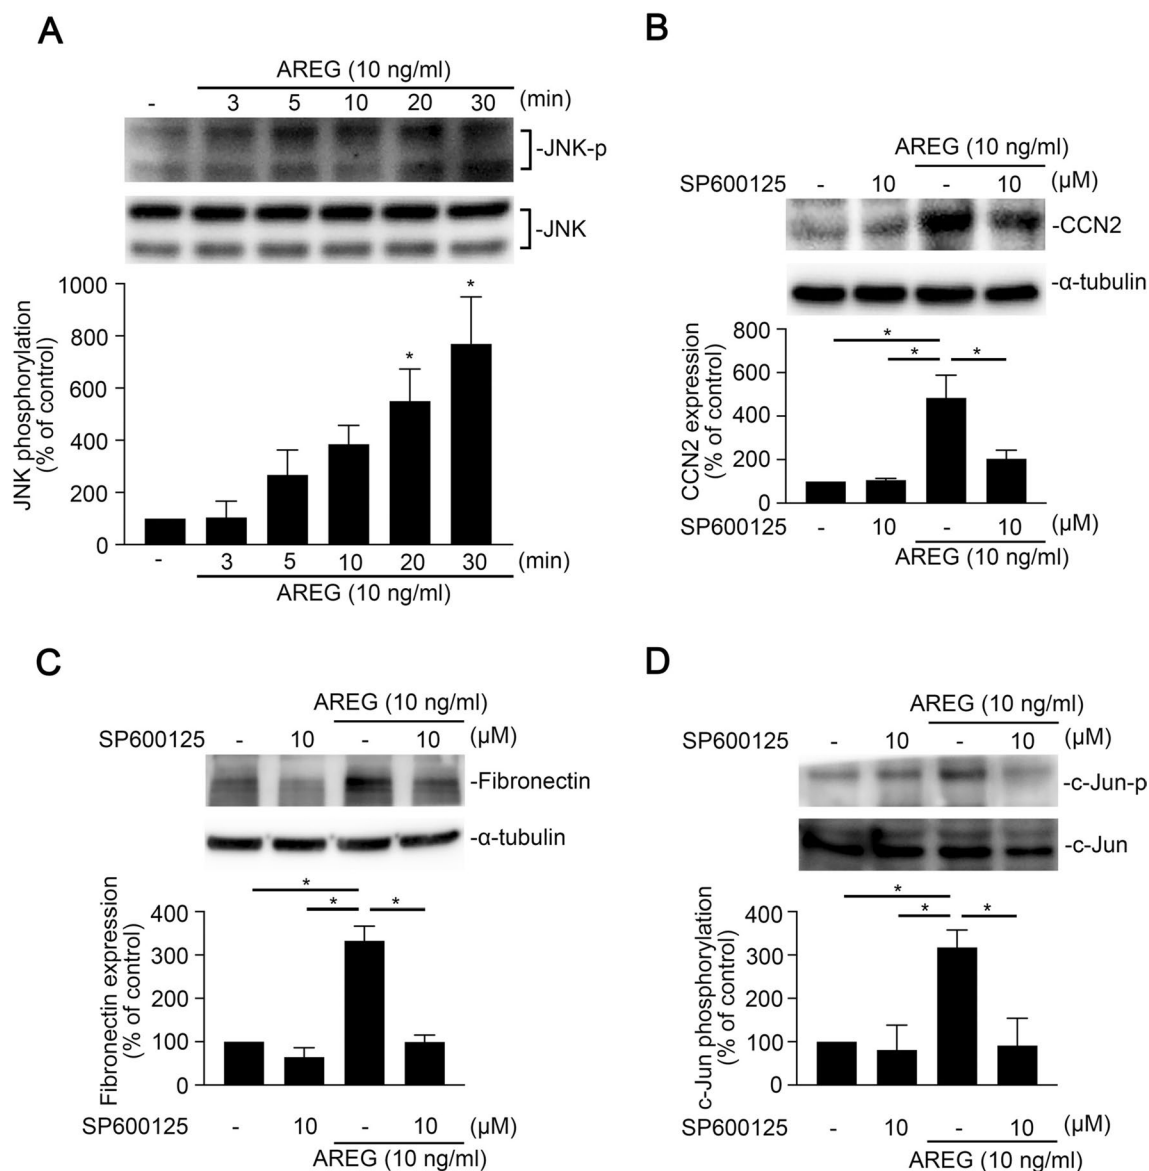 A
AREG (10 ng/ml)
- 3 5 10 20 30 (min)
-JNK-p
-JNK
JNK phosphorylation
(% of control)
1000
800
600
400
200
0
* *
- 3 5 10 20 30 (min)
AREG (10 ng/ml)
B
AREG (10 ng/ml)
SP600125 - 10 - 10 (μM)
-CCN2
-α-tubulin
CCN2 expression
(% of control)
800
600
400
200
0
* * *
SP600125 - 10 - 10 (μM)
AREG (10 ng/ml)
C
AREG (10 ng/ml)
SP600125 - 10 - 10 (μM)
-Fibronectin
-α-tubulin
Fibronectin expression
(% of control)
400
300
200
100
0
* * *
SP600125 - 10 - 10 (μM)
AREG (10 ng/ml)
D
AREG (10 ng/ml)
SP600125 - 10 - 10 (μM)
-c-Jun-p
-c-Jun
c-Jun phosphorylation
(% of control)
400
300
200
100
0
* * *
SP600125 - 10 - 10 (μM)
AREG (10 ng/ml)